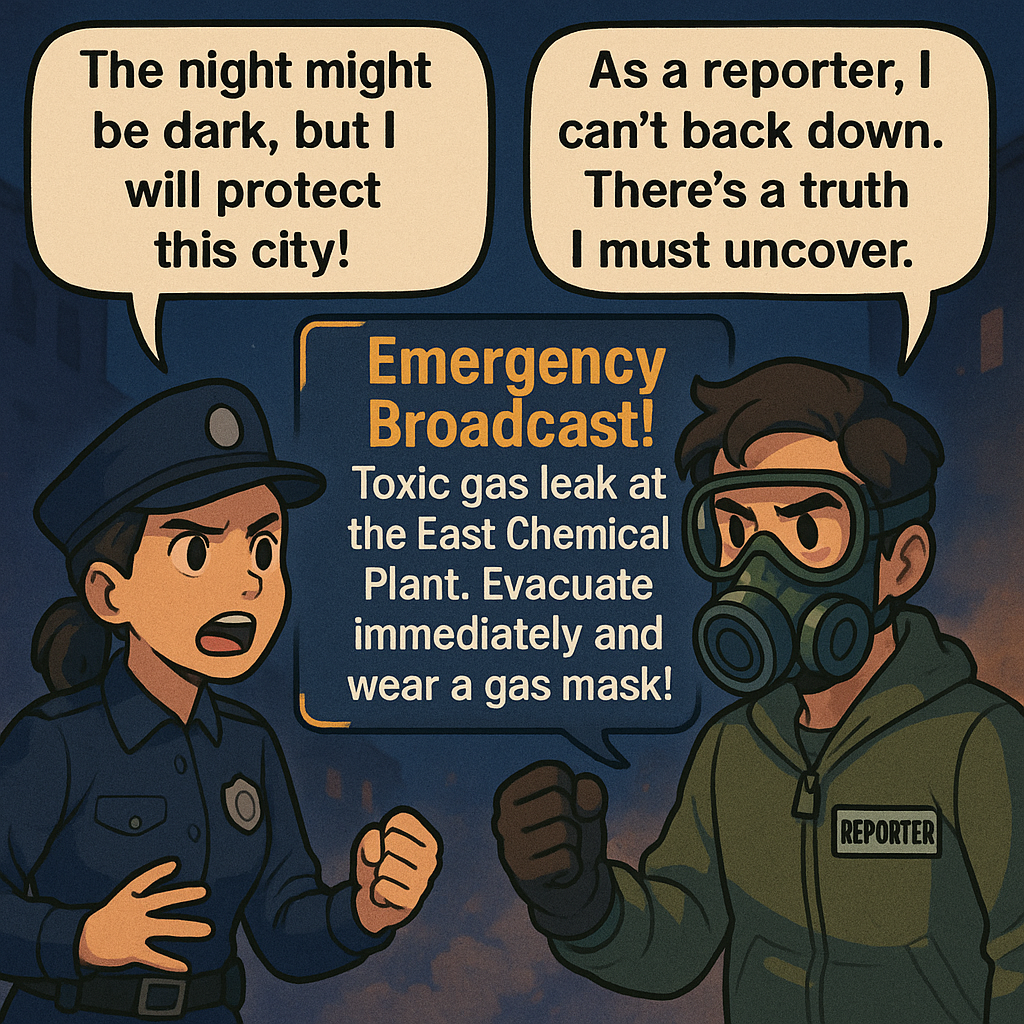 The night might
be dark, but I
will protect
this city!
As a reporter, I
can't back down.
There's a truth
I must uncover.
Emergency
Broadcast!
Toxic gas leak at
the East Chemical
Plant. Evacuate
immediately and
wear a gas mask!
REPORTER